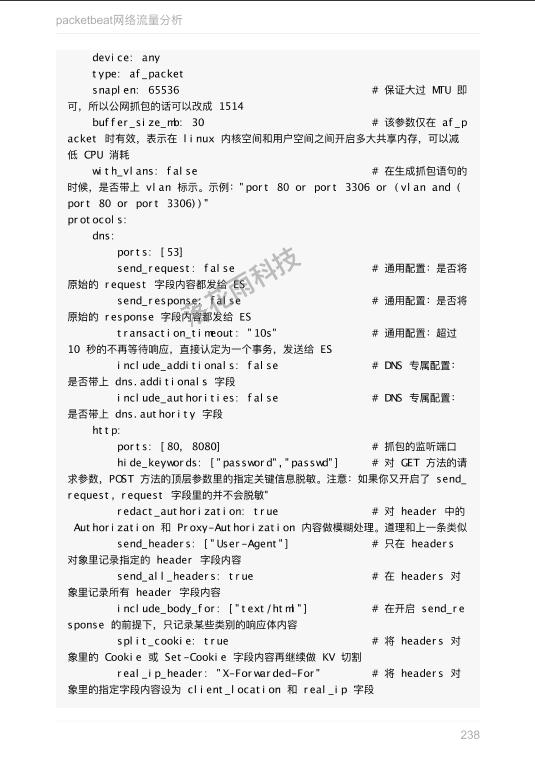 packetbeat网络流量分析
device: any
type: af_packet
snaplen: 65536 # 保证大过 MTU 即
可，所以公网抓包的话可以改成 1514
buffer_size_mb: 30 # 该参数仅在 af_p
acket 时有效，表示在 linux 内核空间和用户空间之间开启多大共享内存，可以减
低 CPU 消耗
with_vlans: false # 在生成抓包语句的
时候，是否带上 vlan 标示。示例："port 80 or port 3306 or (vlan and (
port 80 or port 3306))"
protocols:
dns:
ports: [53]
send_request: false # 通用配置：是否将
原始的 request 字段内容都发给 ES
send_response: false # 通用配置：是否将
原始的 response 字段内容都发给 ES
transaction_timeout: "10s" # 通用配置：超过
10 秒的不再等待响应，直接认定为一个事务，发送给 ES
include_additionals: false # DNS 专属配置：
是否带上 dns.additionals 字段
include_authorities: false # DNS 专属配置：
是否带上 dns.authority 字段
http:
ports: [80, 8080] # 抓包的监听端口
hide_keywords: ["password","passwd"] # 对 GET 方法的请
求参数，POST 方法的顶层参数里的指定关键信息脱敏。注意：如果你又开启了 send_
request，request 字段里的并不会脱敏"
redact_authorization: true # 对 header 中的
Authorization 和 Proxy-Authorization 内容做模糊处理。道理和上一条类似
send_headers: ["User-Agent"] # 只在 headers
对象里记录指定的 header 字段内容
send_all_headers: true # 在 headers 对
象里记录所有 header 字段内容
include_body_for: ["text/html"] # 在开启 send_re
sponse 的前提下，只记录某些类别的响应体内容
split_cookie: true # 将 headers 对
象里的 Cookie 或 Set-Cookie 字段内容再继续做 KV 切割
real_ip_header: "X-Forwarded-For" # 将 headers 对
象里的指定字段内容设为 client_location 和 real_ip 字段
落花雨科技
238